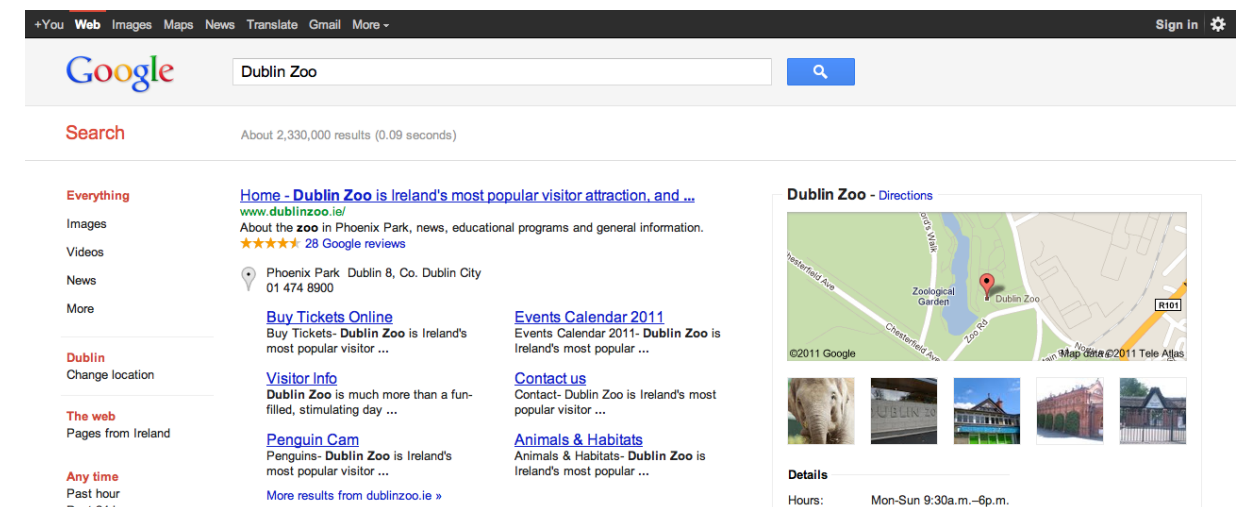 +You Web Images Maps News Translate Gmail More
Sign in
Google
Dublin Zoo
Search
About 2,330,000 results (0.09 seconds)
Everything
Images
Videos
News
More
Dublin
Change location
The web
Pages from Ireland
Any time
Past hour
Home - Dublin Zoo is Ireland's most popular visitor attraction, and ...
www.dublinzoo.ie/
About the zoo in Phoenix Park, news, educational programs and general information.
28 Google reviews
Phoenix Park Dublin 8, Co. Dublin City
01 474 8900
Buy Tickets Online
Buy Tickets- Dublin Zoo is Ireland's
most popular visitor ...
Events Calendar 2011
Events Calendar 2011- Dublin Zoo is
Ireland's most popular ...
Visitor Info
Dublin Zoo is much more than a fun-
filled, stimulating day ...
Contact us
Contact- Dublin Zoo is Ireland's most
popular visitor ...
Penguin Cam
Penguins- Dublin Zoo is Ireland's
most popular visitor ...
Animals & Habitats
Animals & Habitats- Dublin Zoo is
Ireland's most popular visitor ...
More results from dublinzoo.ie »
Dublin Zoo - Directions
Walk
Chesterfield Ave
Zoological
Garden
Dublin Zoo
R101
Zoo Rd
Chesterfield Ave
©2011 Google
Map data ©2011 Tele Atlas
DUBLIN ZO
Details
Hours: Mon-Sun 9:30a.m.–6p.m.